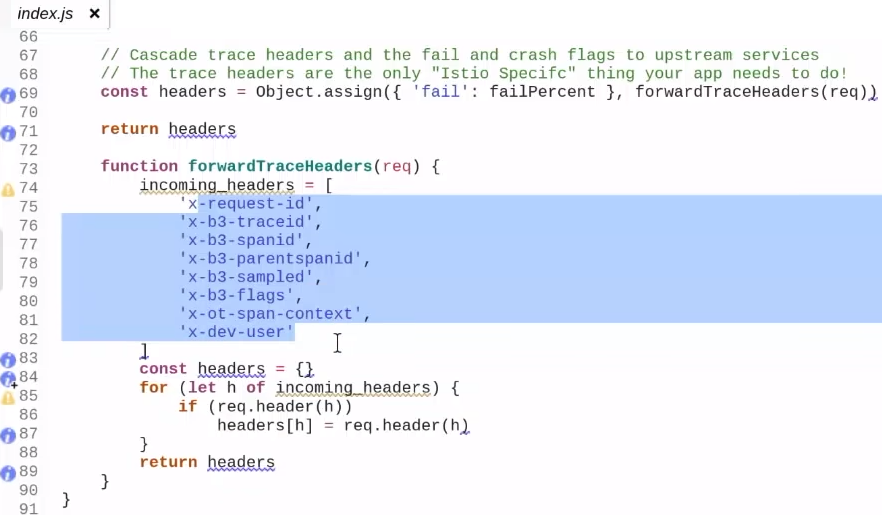 index.js ×
66
67 // Cascade trace headers and the fail and crash flags to upstream services
68 // The trace headers are the only "Istio Specifc" thing your app needs to do!
69 const headers = Object.assign({ 'fail': failPercent }, forwardTraceHeaders(req))
70
71 return headers
72
73 function forwardTraceHeaders(req) {
74 incoming_headers = [
75 'x-request-id',
76 'x-b3-traceid',
77 'x-b3-spanid',
78 'x-b3-parentspanid',
79 'x-b3-sampled',
80 'x-b3-flags',
81 'x-ot-span-context',
82 'x-dev-user'
83 ]
84 const headers = {}
85 for (let h of incoming_headers) {
86 if (req.header(h))
87 headers[h] = req.header(h)
88 }
89 return headers
90 }
91 }